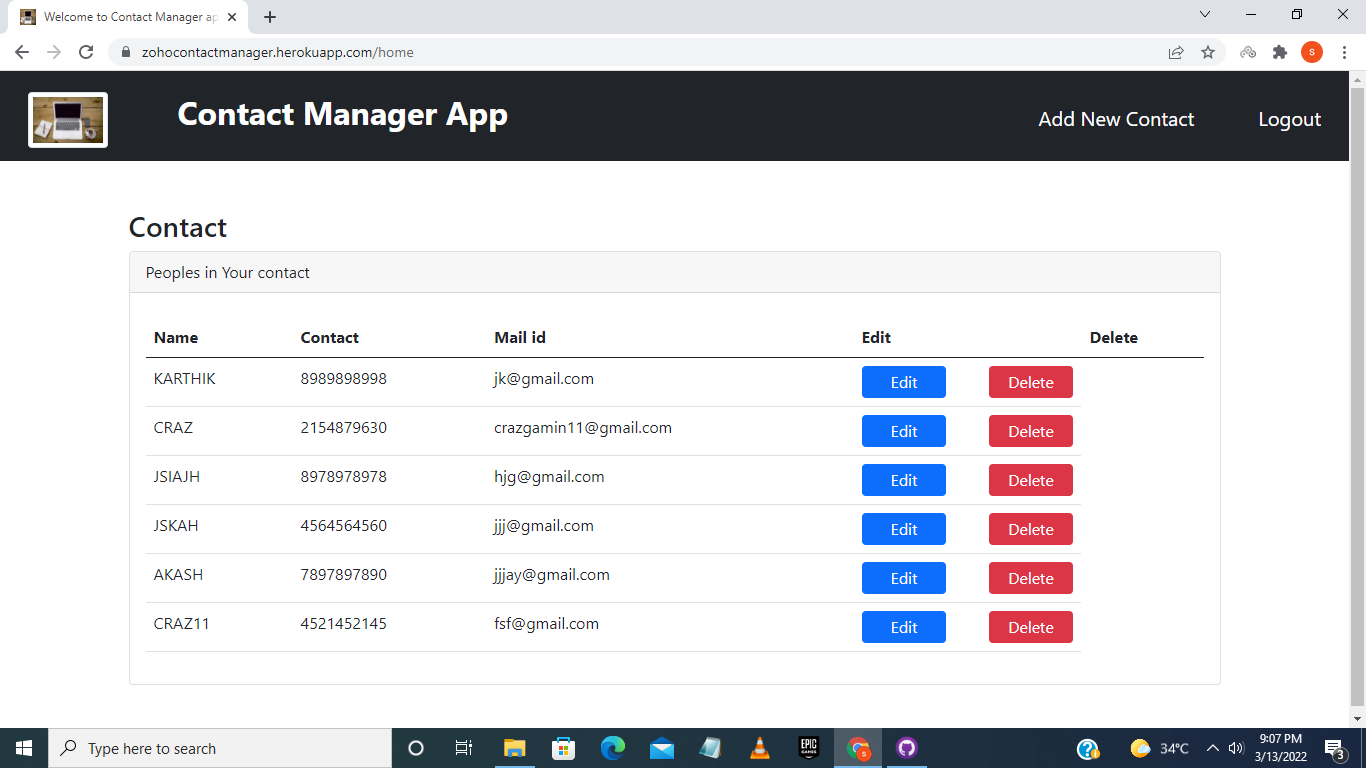 Welcome to Contact Manager ap
zohocontactmanager.herokuapp.com/home
S
Contact Manager App
Add New Contact
Logout
Contact
Peoples in Your contact
Name Contact Mail id Edit Delete
KARTHIK 8989898998 jk@gmail.com Edit Delete
CRAZ 2154879630 crazgamin11@gmail.com Edit Delete
JSIAJH 8978978978 hjg@gmail.com Edit Delete
JSKAH 4564564560 jjj@gmail.com Edit Delete
AKASH 7897897890 jjjay@gmail.com Edit Delete
CRAZ11 4521452145 fsf@gmail.com Edit Delete
Type here to search
EPIC
GAMES
S
34°C
9:07 PM
3/13/2022
3